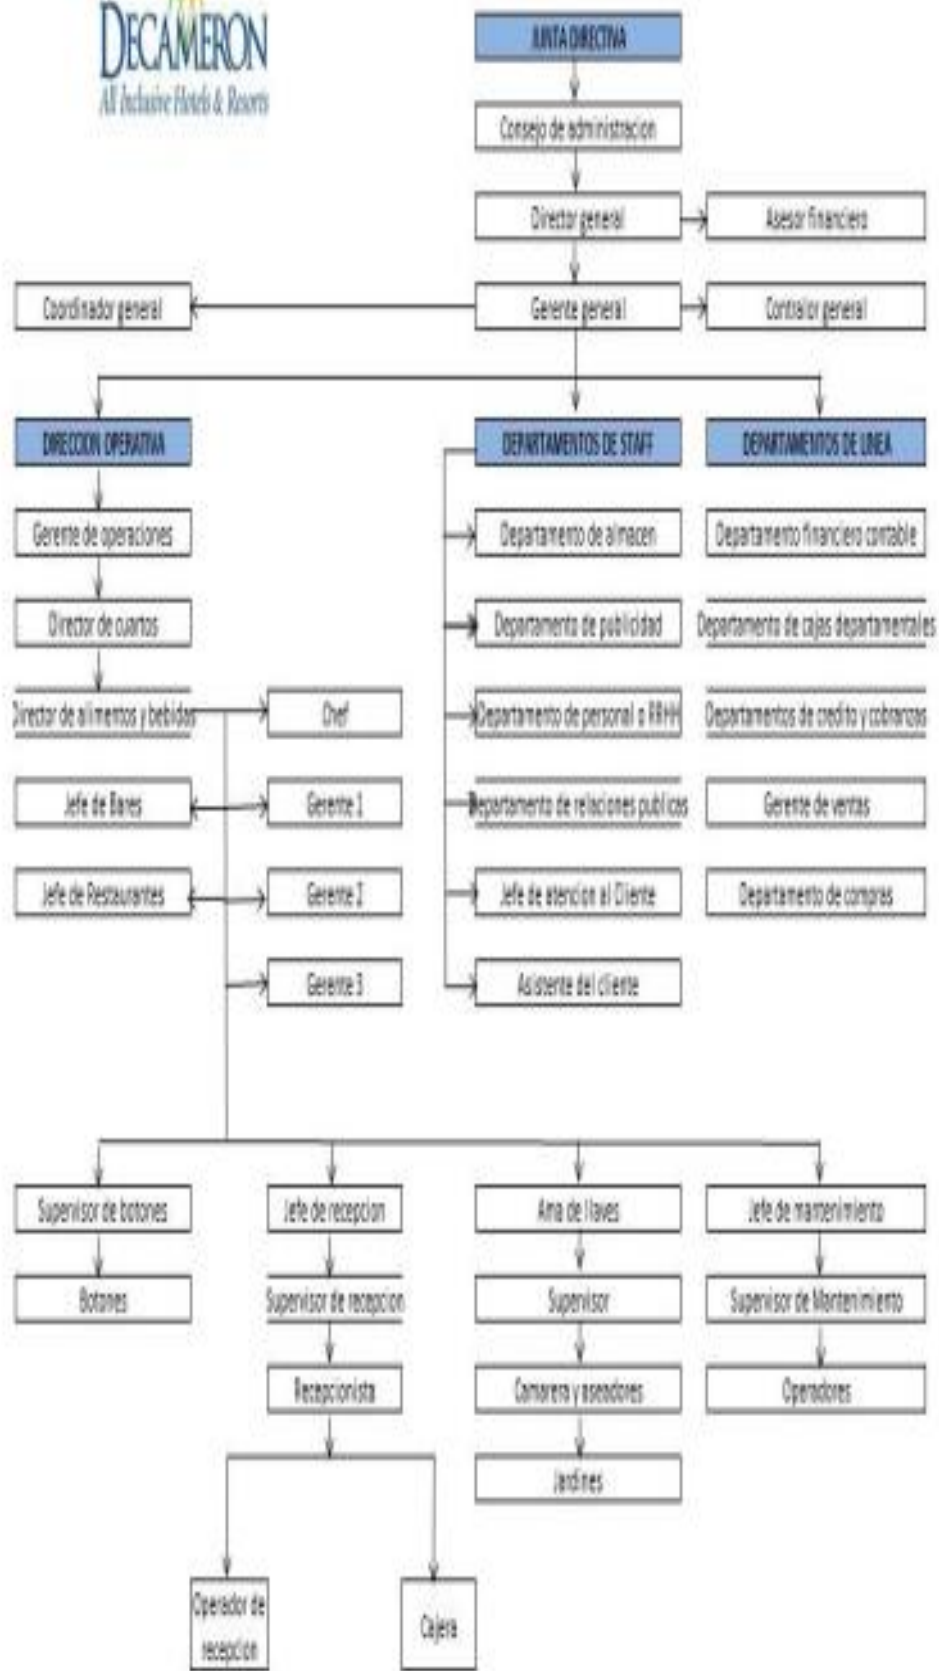 DECAMERON
All Inclusive Hotels & Resorts
JUNTA DIRECTIVA
Consejo de administracion
Director general
Asesor financiero
Coordinador general
Gerente general
Contralor general
DIRECCION OPERATIVA
DEPARTAMENTOS DE STAFF
DEPARTAMENTOS DE LINEA
Gerente de operaciones
Departamento de almacen
Departamento financiero contable
Director de cuartos
Departamento de publicidad
Departamento de cajas departamentales
Director de alimentos y bebidas
Chef
Departamento de personal o RRHH
Departamentos de credito y cobranzas
Jefe de Bares
Gerente 1
Departamento de relaciones publicas
Gerente de ventas
Jefe de Restaurantes
Gerente 2
Jefe de atencion al Cliente
Departamento de compras
Gerente 3
Asistente del cliente
Supervisor de botones
Jefe de recepcion
Ama de llaves
Jefe de mantenimiento
Botones
Supervisor de recepcion
Supervisor
Supervisor de Mantenimiento
Recepcionista
Camarera y aseadores
Operadores
Jardines
Operador de
recepcion
Cajera